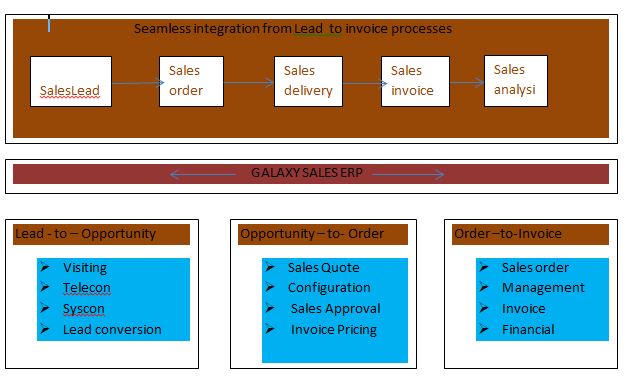 Seamless integration from Lead to invoice processes
SalesLead
Sales
order
Sales
delivery
Sales
invoice
Sales
analysi
GALAXY SALES ERP
Lead - to – Opportunity
Visiting
Telecon
Syscon
Lead conversion
Opportunity – to- Order
Sales Quote
Configuration
Sales Approval
Invoice Pricing
Order –to-Invoice
Sales order
Management
Invoice
Financial